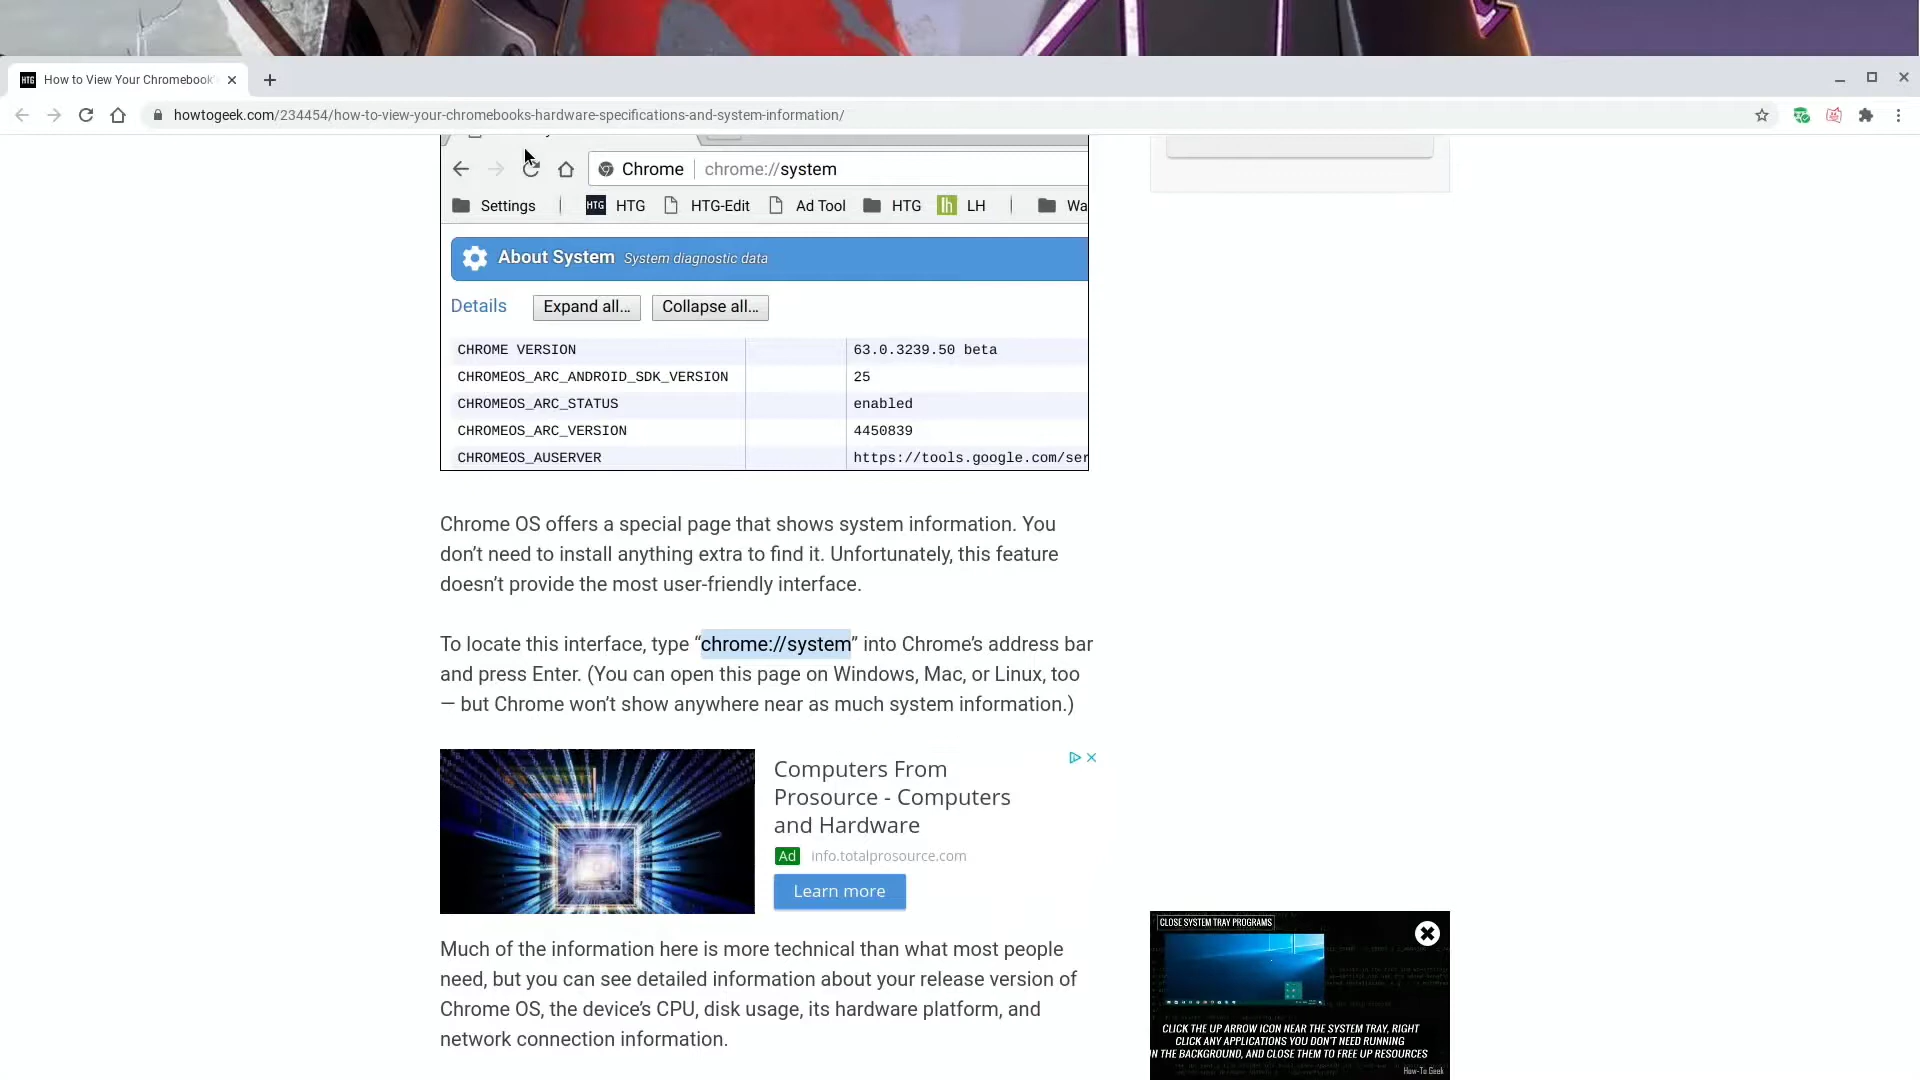 HTG How to View Your Chromebook'
howtogeek.com/234454/how-to-view-your-chromebooks-hardware-specifications-and-system-information/
Chrome chrome://system
Settings HTG HTG HTG-Edit Ad Tool HTG lh LH Wa
About System System diagnostic data
Details Expand all... Collapse all...
CHROME VERSION 63.0.3239.50 beta
CHROMEOS_ARC_ANDROID_SDK_VERSION 25
CHROMEOS_ARC_STATUS enabled
CHROMEOS_ARC_VERSION 4450839
CHROMEOS_AUSERVER https://tools.google.com/ser
Chrome OS offers a special page that shows system information. You
don’t need to install anything extra to find it. Unfortunately, this feature
doesn’t provide the most user-friendly interface.
To locate this interface, type “chrome://system” into Chrome’s address bar
and press Enter. (You can open this page on Windows, Mac, or Linux, too
— but Chrome won’t show anywhere near as much system information.)
Computers From
Prosource - Computers
and Hardware
Ad info.totalprosource.com
Learn more
Much of the information here is more technical than what most people
need, but you can see detailed information about your release version of
Chrome OS, the device’s CPU, disk usage, its hardware platform, and
network connection information.
CLOSE SYSTEM TRAY PROGRAMS
CLICK THE UP ARROW ICON NEAR THE SYSTEM TRAY, RIGHT
CLICK ANY APPLICATIONS YOU DON'T NEED RUNNING
IN THE BACKGROUND, AND CLOSE THEM TO FREE UP RESOURCES
How-To Geek